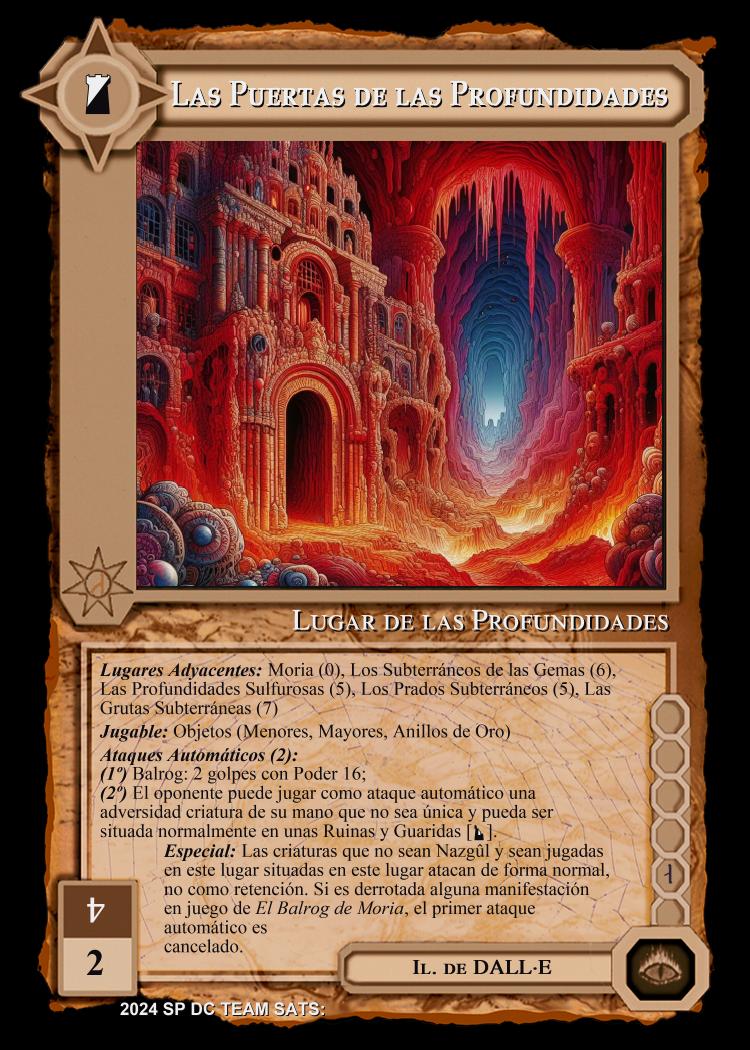 Las Puertas de las Profundidades
Lugar de las Profundidades
Lugares Adyacentes: Moria (0), Los Subterráneos de las Gemas (6),
Las Profundidades Sulfurosas (5), Los Prados Subterráneos (5), Las
Grutas Subterráneas (7)
Jugable: Objetos (Menores, Mayores, Anillos de Oro)
Ataques Automáticos (2):
(1º) Balrog: 2 golpes con Poder 16;
(2º) El oponente puede jugar como ataque automático una
adversidad criatura de su mano que no sea única y pueda ser
situada normalmente en unas Ruinas y Guaridas [ ].
Especial: Las criaturas que no sean Nazgûl y sean jugadas
en este lugar situadas en este lugar atacan de forma normal,
no como retención. Si es derrotada alguna manifestación
en juego de El Balrog de Moria, el primer ataque
automático es
cancelado.
4
2
Il. de DALL·E
2024 SP DC TEAM SATS: